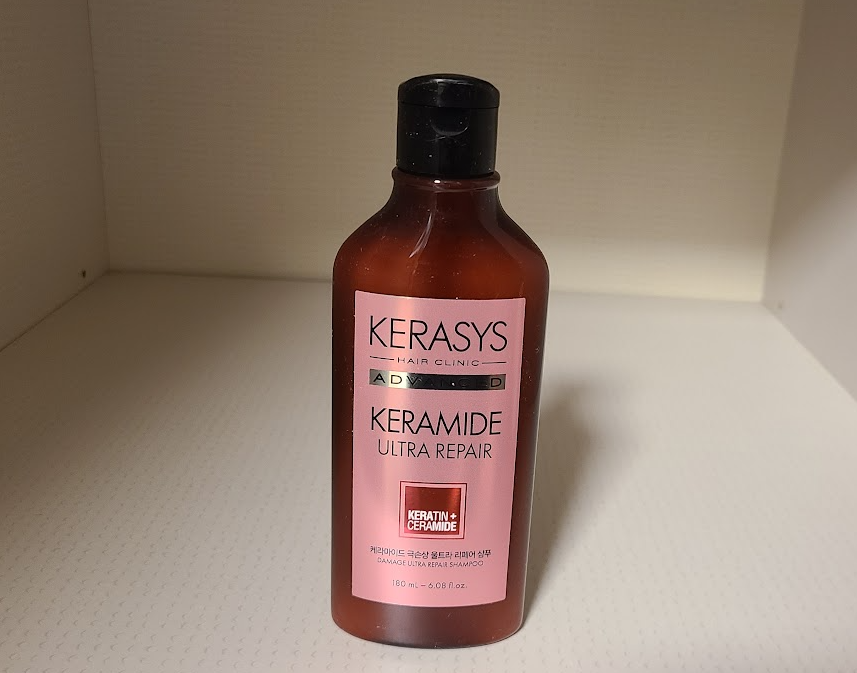 KERASYS
HAIR CLINIC
ADVANCED
KERAMIDE
ULTRA REPAIR
KERATIN +
CERAMIDE
케라마이드 극손상 울트라 리페어 샴푸
DAMAGE ULTRA REPAIR SHAMPOO
180 mL – 6.08 fl.oz.